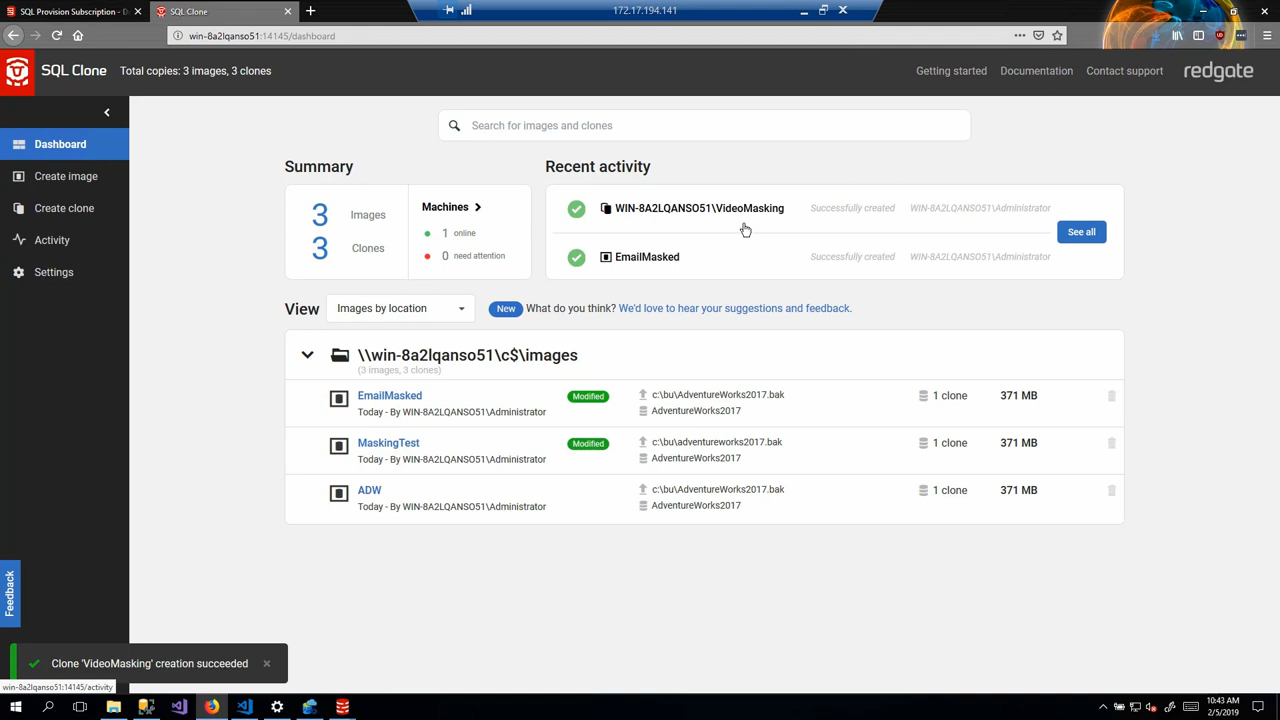 SQL Provision Subscription - D
SQL Clone
172.17.194.141
win-8a2lqanso51:14145/dashboard
SQL Clone
Total copies: 3 images, 3 clones
Getting started
Documentation
Contact support
redgate
Dashboard
Create image
Create clone
Activity
Settings
Search for images and clones
Summary
Recent activity
3 Images
3 Clones
Machines
1 online
0 need attention
WIN-8A2LQANSO51\VideoMasking
Successfully created
WIN-8A2LQANSO51\Administrator
See all
EmailMasked
Successfully created
WIN-8A2LQANSO51\Administrator
View
Images by location
New
What do you think? We'd love to hear your suggestions and feedback.
\\win-8a2lqanso51\c$\images
(3 images, 3 clones)
EmailMasked
Today - By WIN-8A2LQANSO51\Administrator
Modified
c:\bu\AdventureWorks2017.bak
AdventureWorks2017
1 clone
371 MB
MaskingTest
Today - By WIN-8A2LQANSO51\Administrator
Modified
c:\bu\adventureworks2017.bak
AdventureWorks2017
1 clone
371 MB
ADW
Today - By WIN-8A2LQANSO51\Administrator
c:\bu\AdventureWorks2017.bak
AdventureWorks2017
1 clone
371 MB
Feedback
Clone 'VideoMasking' creation succeeded
win-8a2lqanso51:14145/activity
10:43 AM
2/5/2019